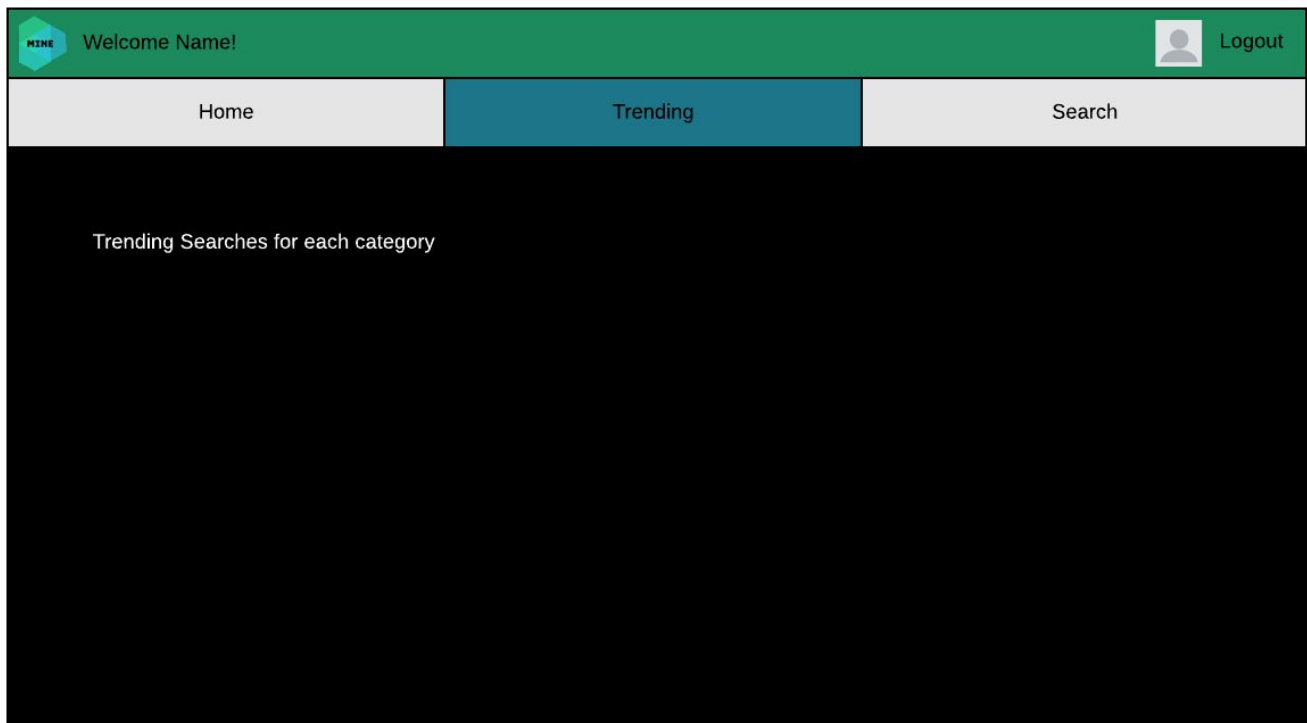 MINE
Welcome Name!
Logout
Home
Trending
Search
Trending Searches for each category